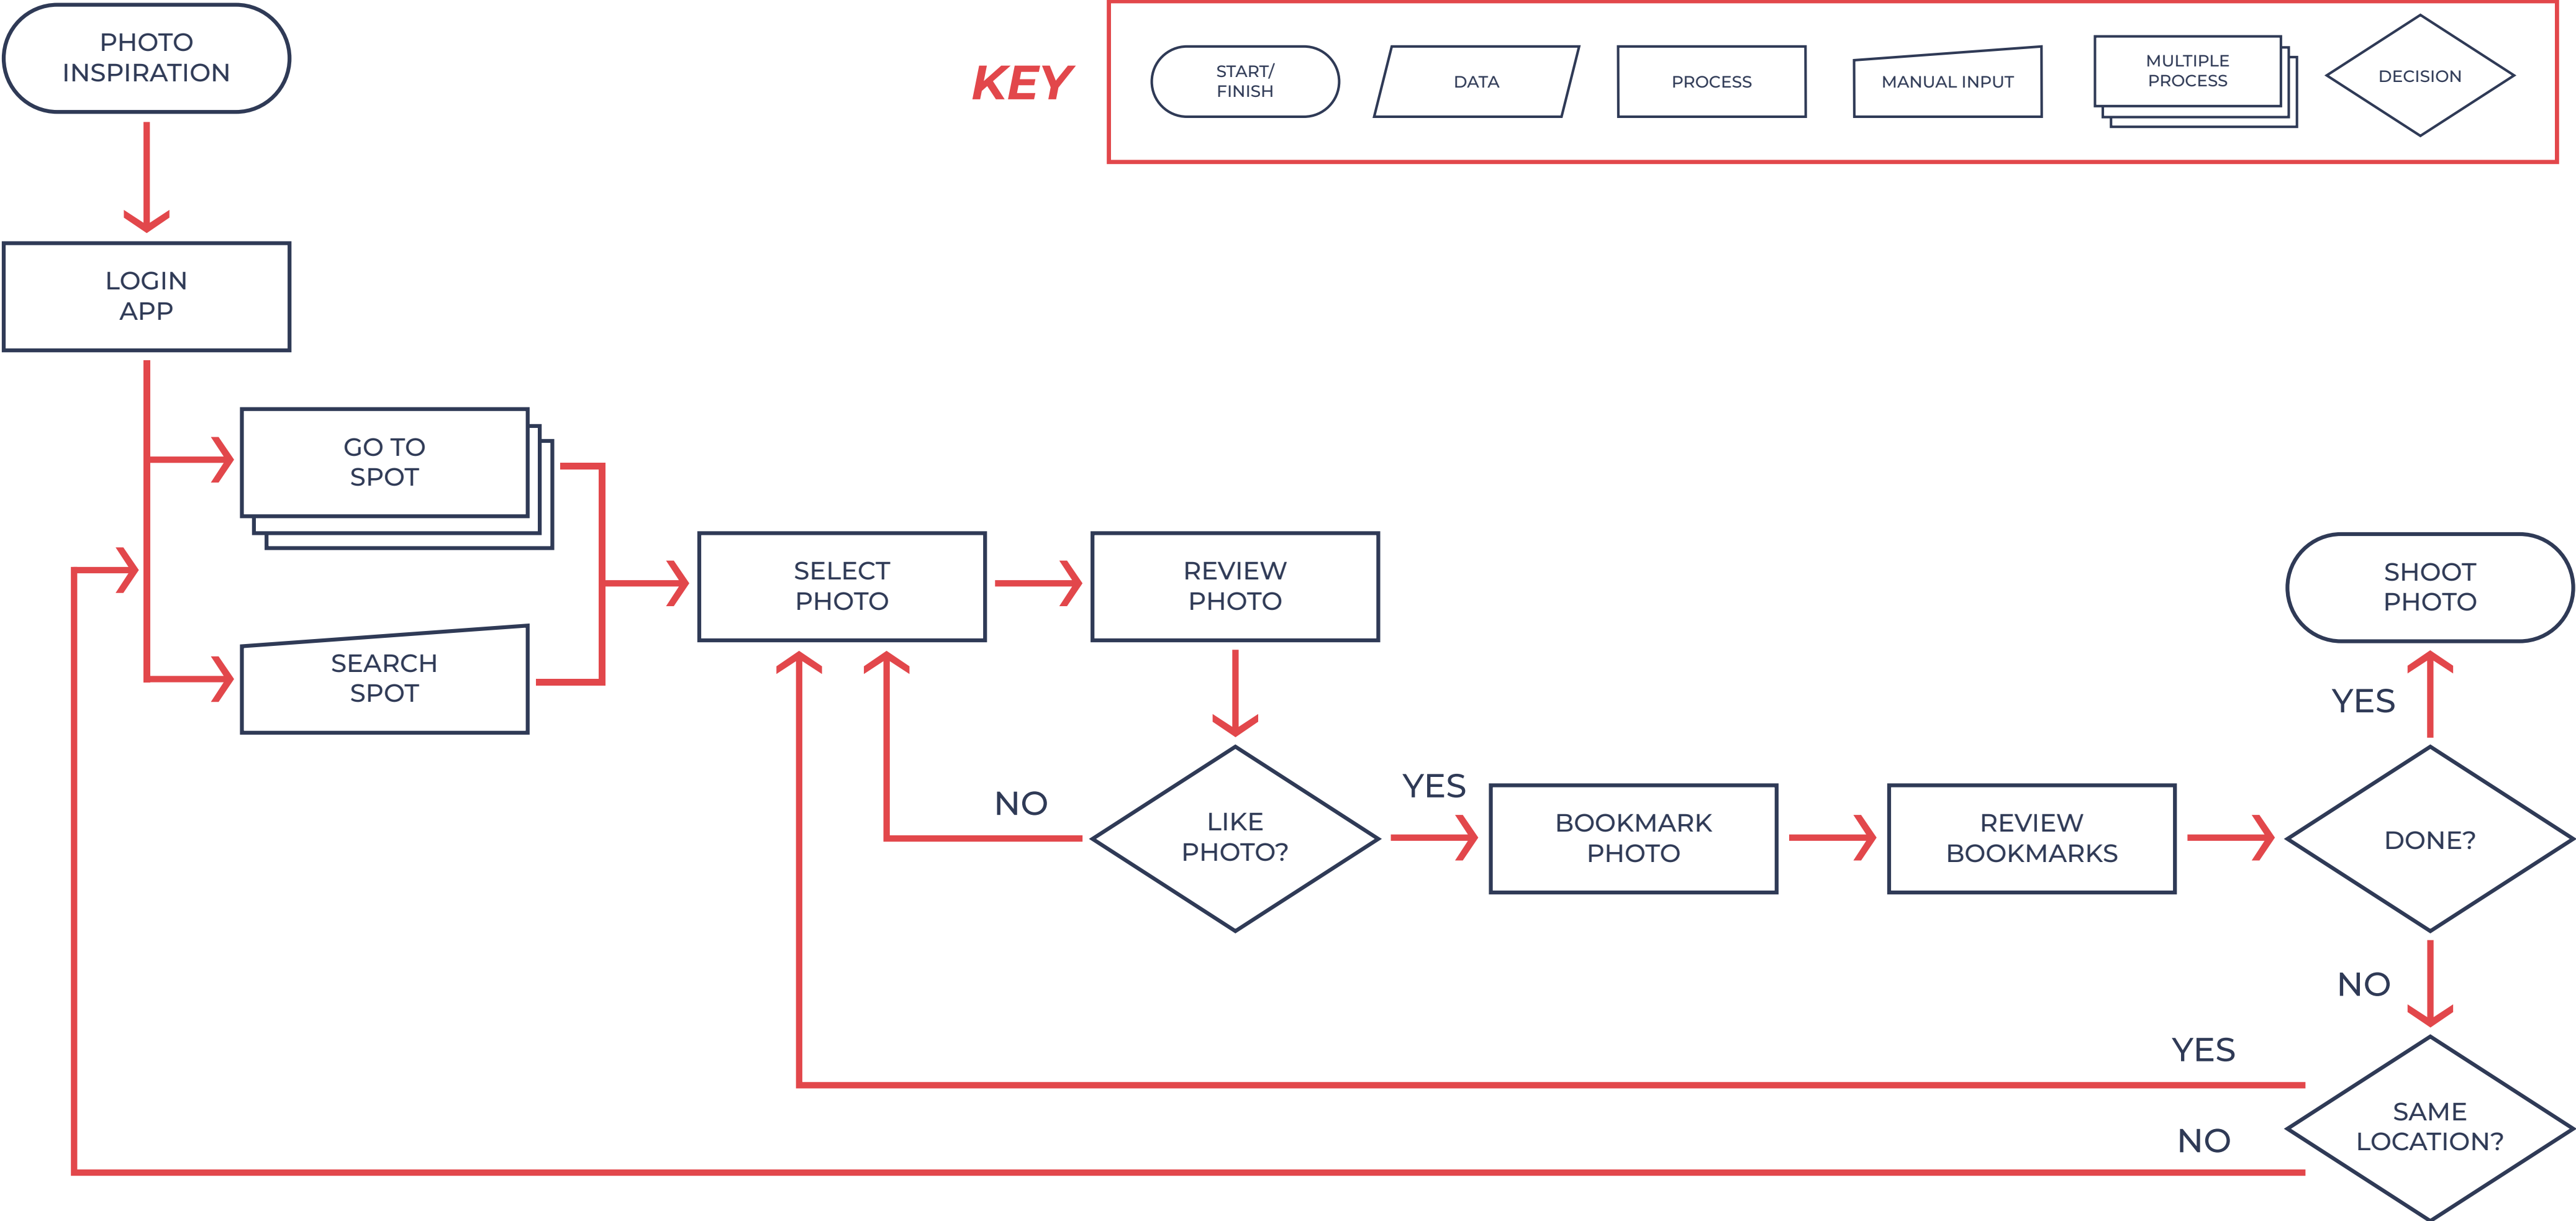 PHOTO
INSPIRATION
KEY
START/
FINISH
DATA
PROCESS
MANUAL INPUT
MULTIPLE
PROCESS
DECISION
LOGIN
APP
GO TO
SPOT
SEARCH
SPOT
SELECT
PHOTO
REVIEW
PHOTO
SHOOT
PHOTO
YES
NO
LIKE
PHOTO?
YES
BOOKMARK
PHOTO
REVIEW
BOOKMARKS
DONE?
NO
YES
SAME
LOCATION?
NO